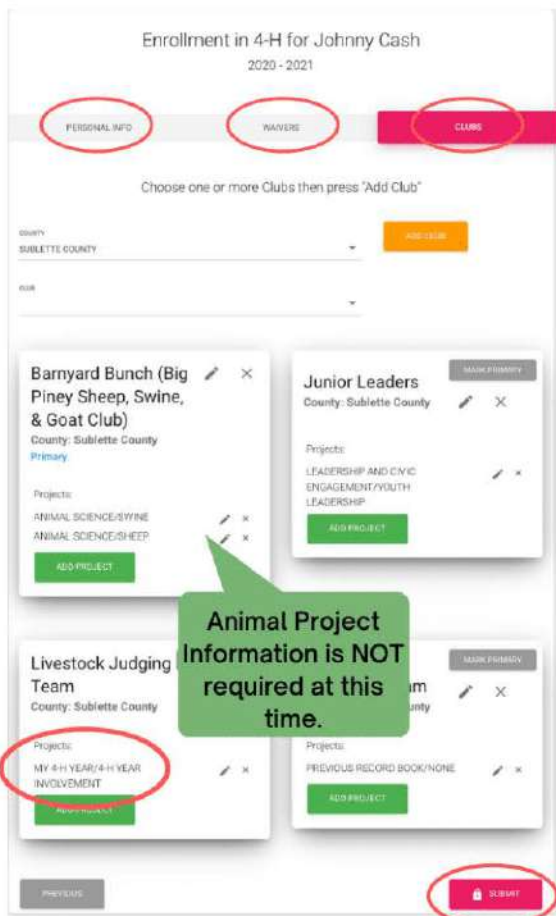 Enrollment in 4-H for Johnny Cash
2020 - 2021
PERSONAL INFO
WAIVERS
CLUBS
Choose one or more Clubs then press "Add Club"
COUNTY
SUBLETTE COUNTY
ADD CLUB
CLUB
Barnyard Bunch (Big
Piney Sheep, Swine,
& Goat Club)
County: Sublette County
Primary
Projects:
ANIMAL SCIENCE/SWINE
ANIMAL SCIENCE/SHEEP
ADD PROJECT
MARK PRIMARY
Junior Leaders
County: Sublette County
Projects:
LEADERSHIP AND CIVIC
ENGAGEMENT/YOUTH
LEADERSHIP
ADD PROJECT
Animal Project
Information is NOT
required at this
time.
Livestock Judging
Team
County: Sublette County
Projects:
MY 4-H YEAR/4-H YEAR
INVOLVEMENT
ADD PROJECT
MARK PRIMARY
Projects:
PREVIOUS RECORD BOOK/NONE
ADD PROJECT
PREVIOUS
SUBMIT